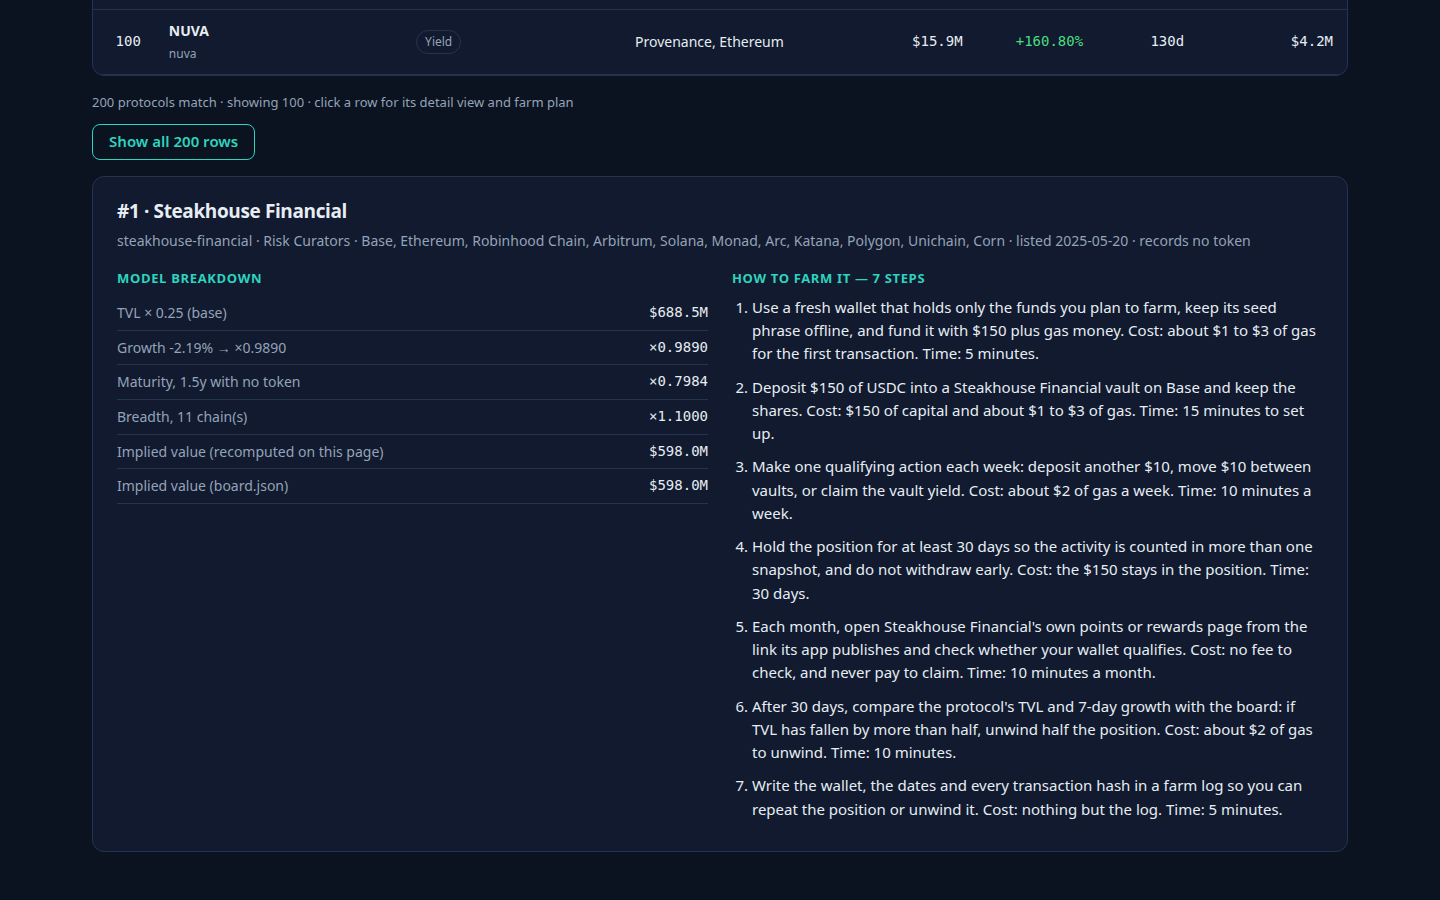 100 NUVA Yield Provenance, Ethereum $15.9M +160.80% 130d $4.2M
nuva
200 protocols match · showing 100 · click a row for its detail view and farm plan
Show all 200 rows
#1 · Steakhouse Financial
steakhouse-financial · Risk Curators · Base, Ethereum, Robinhood Chain, Arbitrum, Solana, Monad, Arc, Katana, Polygon, Unichain, Corn · listed 2025-05-20 · records no token
MODEL BREAKDOWN
TVL × 0.25 (base) $688.5M
Growth -2.19% → ×0.9890 ×0.9890
Maturity, 1.5y with no token ×0.7984
Breadth, 11 chain(s) ×1.1000
Implied value (recomputed on this page) $598.0M
Implied value (board.json) $598.0M
HOW TO FARM IT — 7 STEPS
1. Use a fresh wallet that holds only the funds you plan to farm, keep its seed
phrase offline, and fund it with $150 plus gas money. Cost: about $1 to $3 of gas
for the first transaction. Time: 5 minutes.
2. Deposit $150 of USDC into a Steakhouse Financial vault on Base and keep the
shares. Cost: $150 of capital and about $1 to $3 of gas. Time: 15 minutes to set
up.
3. Make one qualifying action each week: deposit another $10, move $10 between
vaults, or claim the vault yield. Cost: about $2 of gas a week. Time: 10 minutes a
week.
4. Hold the position for at least 30 days so the activity is counted in more than one
snapshot, and do not withdraw early. Cost: the $150 stays in the position. Time:
30 days.
5. Each month, open Steakhouse Financial's own points or rewards page from the
link its app publishes and check whether your wallet qualifies. Cost: no fee to
check, and never pay to claim. Time: 10 minutes a month.
6. After 30 days, compare the protocol's TVL and 7-day growth with the board: if
TVL has fallen by more than half, unwind half the position. Cost: about $2 of gas
to unwind. Time: 10 minutes.
7. Write the wallet, the dates and every transaction hash in a farm log so you can
repeat the position or unwind it. Cost: nothing but the log. Time: 5 minutes.